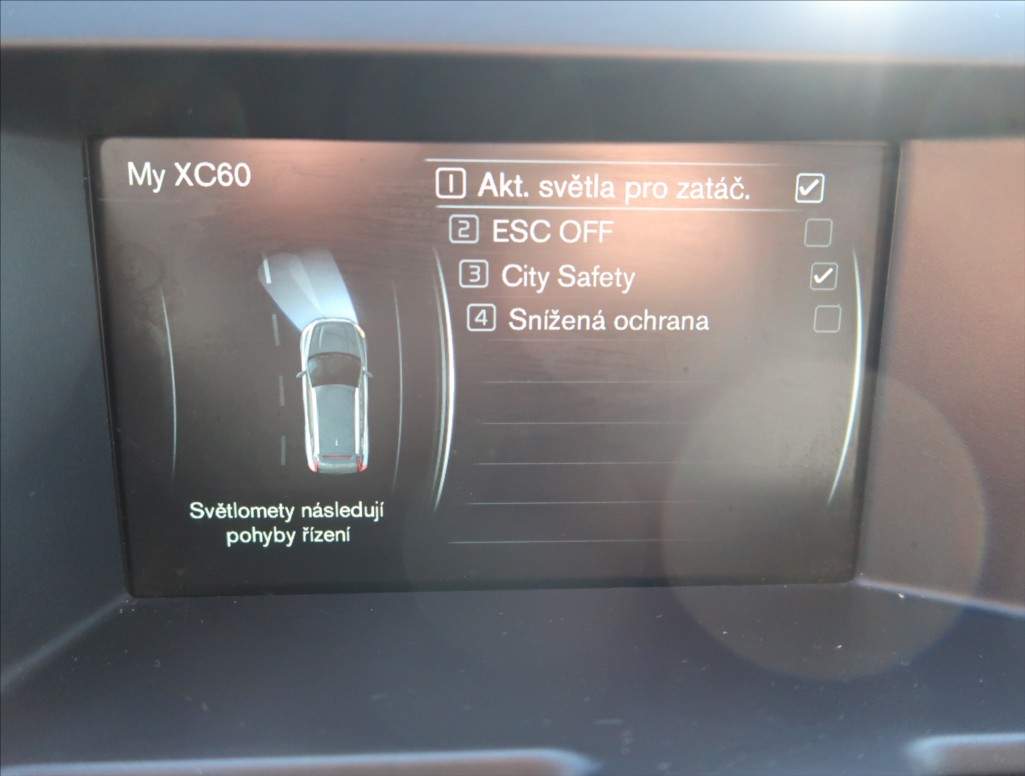 My XC60
1 Akt. světla pro zatáč.
2 ESC OFF
3 City Safety
4 Snížená ochrana
Světlomety následují
pohyby řízení